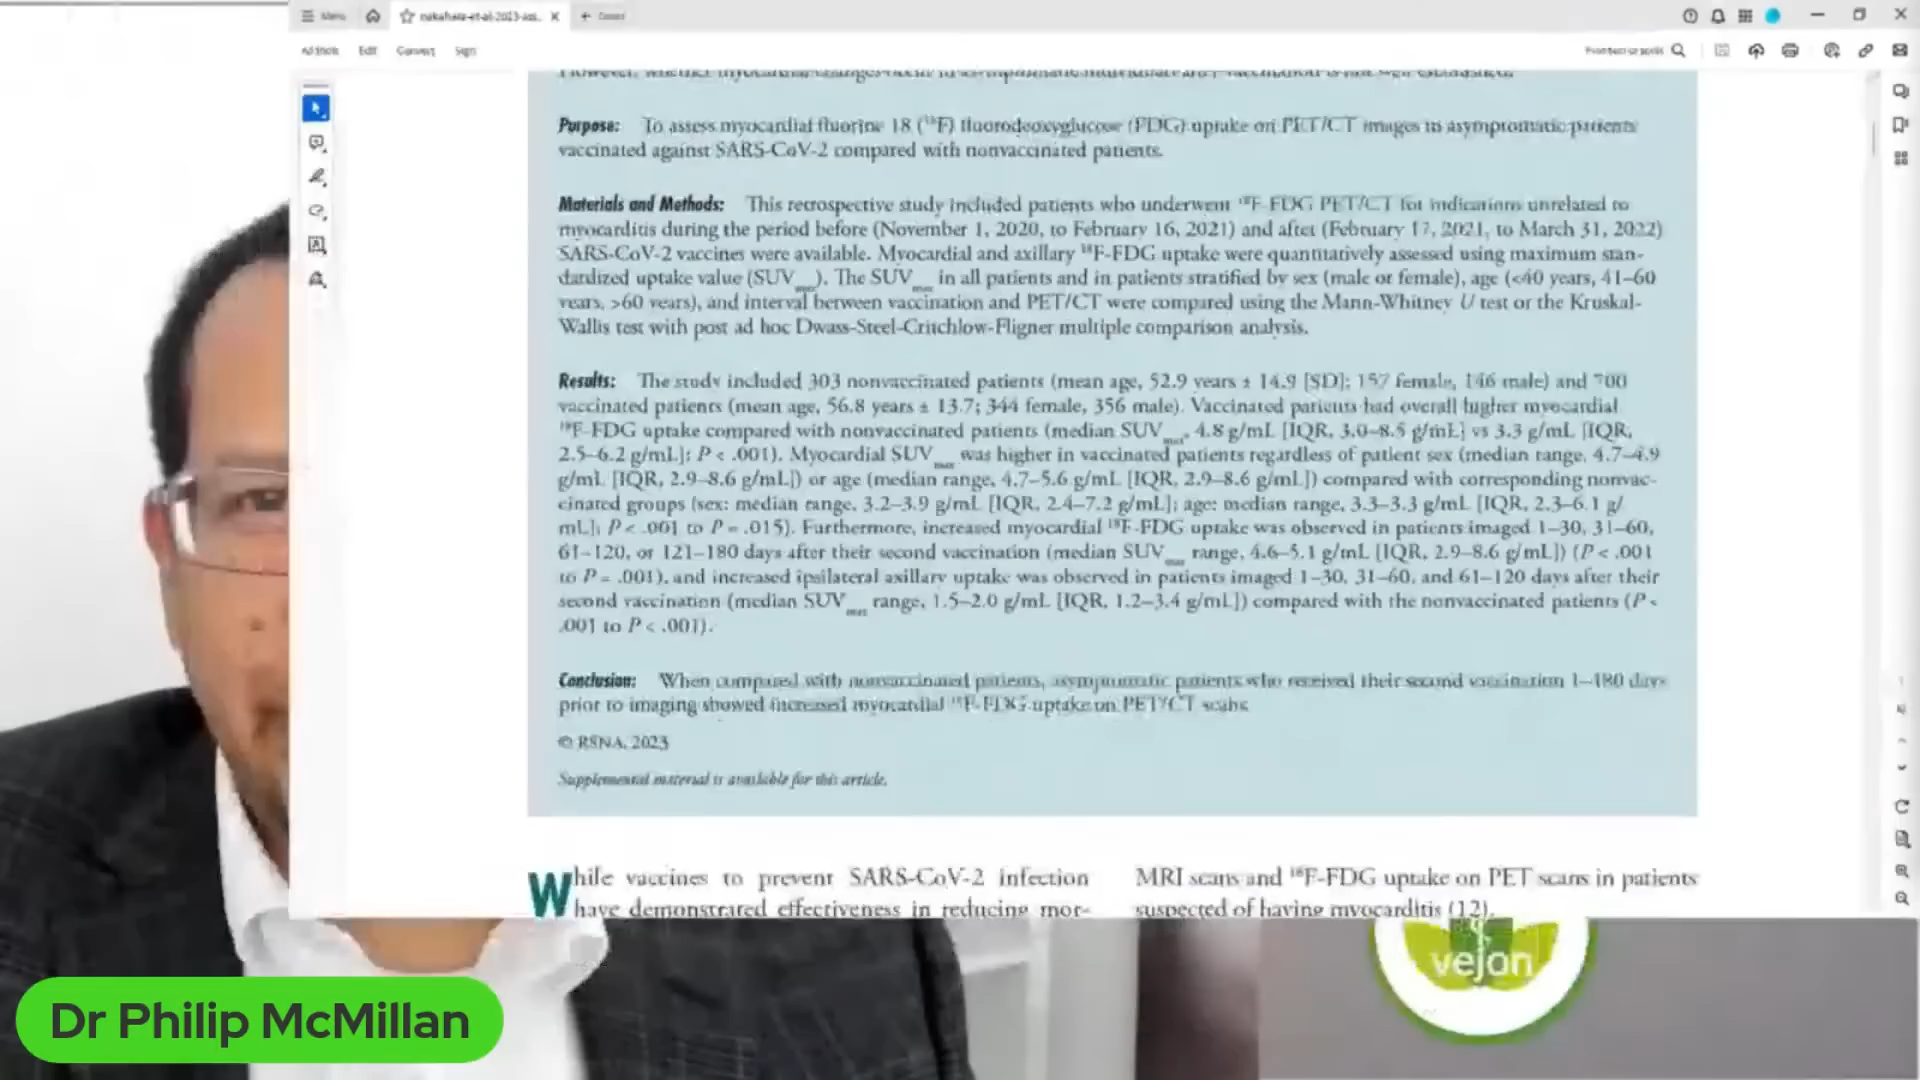 Menu
nakahara-et-al-2023-ass...
All tools Edit Convert Sign
Purpose: To assess myocardial fluorine 18 (¹⁸F) fluorodeoxyglucose (FDG) uptake on PET/CT images in asymptomatic patients
vaccinated against SARS-CoV-2 compared with nonvaccinated patients.
Materials and Methods: This retrospective study included patients who underwent ¹⁸F-FDG PET/CT for indications unrelated to
myocarditis during the period before (November 1, 2020, to February 16, 2021) and after (February 17, 2021, to March 31, 2022)
SARS-CoV-2 vaccines were available. Myocardial and axillary ¹⁸F-FDG uptake were quantitatively assessed using maximum stan-
dardized uptake value (SUVmax). The SUVmax in all patients and in patients stratified by sex (male or female), age (<40 years, 41–60
years, >60 years), and interval between vaccination and PET/CT were compared using the Mann-Whitney U test or the Kruskal-
Wallis test with post ad hoc Dwass-Steel-Critchlow-Fligner multiple comparison analysis.
Results: The study included 303 nonvaccinated patients (mean age, 52.9 years ± 14.9 [SD]; 157 female, 146 male) and 700
vaccinated patients (mean age, 56.8 years ± 13.7; 344 female, 356 male). Vaccinated patients had overall higher myocardial
¹⁸F-FDG uptake compared with nonvaccinated patients (median SUVmax, 4.8 g/mL [IQR, 3.0–8.5 g/mL] vs 3.3 g/mL [IQR,
2.5–6.2 g/mL]; P < .001). Myocardial SUVmax was higher in vaccinated patients regardless of patient sex (median range, 4.7–4.9
g/mL [IQR, 2.9–8.6 g/mL]) or age (median range, 4.7–5.6 g/mL [IQR, 2.9–8.6 g/mL]) compared with corresponding nonvac-
cinated groups (sex: median range, 3.2–3.9 g/mL [IQR, 2.4–7.2 g/mL]; age: median range, 3.3–3.3 g/mL [IQR, 2.3–6.1 g/
mL]; P < .001 to P = .015). Furthermore, increased myocardial ¹⁸F-FDG uptake was observed in patients imaged 1–30, 31–60,
61–120, or 121–180 days after their second vaccination (median SUVmax range, 4.6–5.1 g/mL [IQR, 2.9–8.6 g/mL]) (P < .001
to P = .001), and increased ipsilateral axillary uptake was observed in patients imaged 1–30, 31–60, and 61–120 days after their
second vaccination (median SUVmax range, 1.5–2.0 g/mL [IQR, 1.2–3.4 g/mL]) compared with the nonvaccinated patients (P <
.001 to P < .001).
Conclusion: When compared with nonvaccinated patients, asymptomatic patients who received their second vaccination 1–180 days
prior to imaging showed increased myocardial ¹⁸F-FDG uptake on PET/CT scans.
© RSNA, 2023
Supplemental material is available for this article.
While vaccines to prevent SARS-CoV-2 infection
have demonstrated effectiveness in reducing mor-
MRI scans and ¹⁸F-FDG uptake on PET scans in patients
suspected of having myocarditis (12).
vejon
Dr Philip McMillan